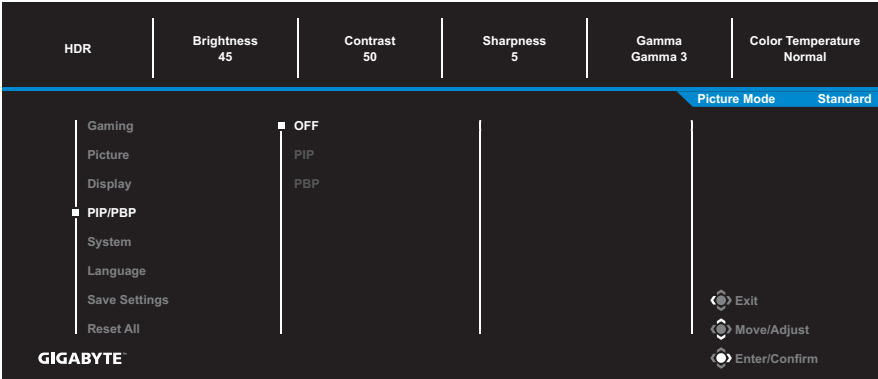 HDR
Brightness
45
Contrast
50
Sharpness
5
Gamma
Gamma 3
Color Temperature
Normal
Picture Mode Standard
Gaming
Picture
Display
PIP/PBP
System
Language
Save Settings
Reset All
OFF
PIP
PBP
Exit
Move/Adjust
Enter/Confirm
GIGABYTE™